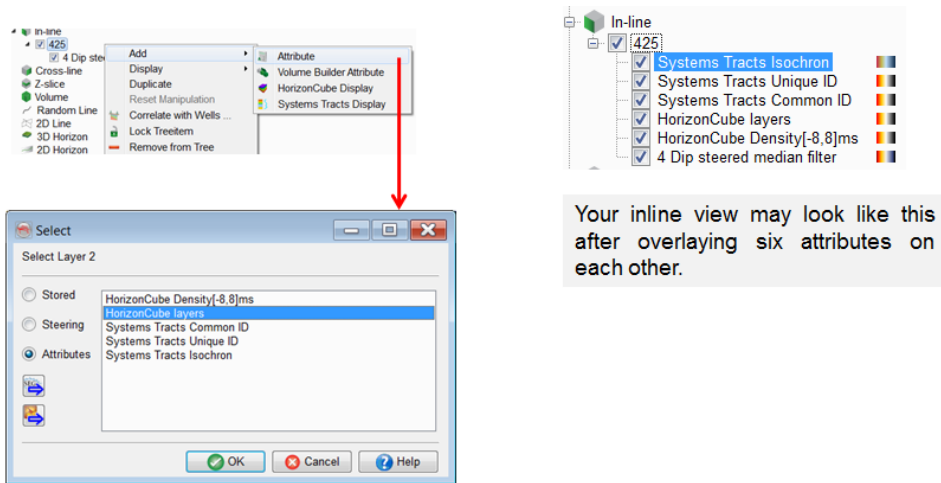 In-line
425
4 Dip ste
Cross-line
Z-slice
Volume
Random Line
2D Line
3D Horizon
2D Horizon
Add
Display
Duplicate
Reset Manipulation
Correlate with Wells ...
Lock Treeitem
Remove from Tree
Attribute
Volume Builder Attribute
HorizonCube Display
Systems Tracts Display
In-line
425
Systems Tracts Isochron
Systems Tracts Unique ID
Systems Tracts Common ID
HorizonCube layers
HorizonCube Density[-8,8]ms
4 Dip steered median filter
Your inline view may look like this
after overlaying six attributes on
each other.
Select
Select Layer 2
Stored
Steering
Attributes
HorizonCube Density[-8,8]ms
HorizonCube layers
Systems Tracts Common ID
Systems Tracts Unique ID
Systems Tracts Isochron
OK
Cancel
Help